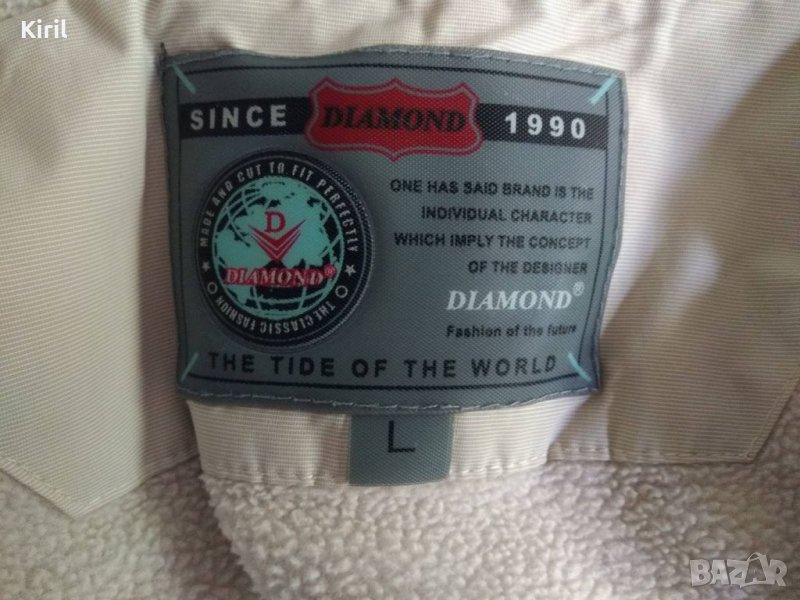 Kiril
SINCE DIAMOND 1990
MADE AND CUT TO FIT PERFECTLY
D
DIAMOND®
THE CLASSIC FASHION
ONE HAS SAID BRAND IS THE
INDIVIDUAL CHARACTER
WHICH IMPLY THE CONCEPT
OF THE DESIGNER
DIAMOND®
Fashion of the future
THE TIDE OF THE WORLD
L
BAZAR